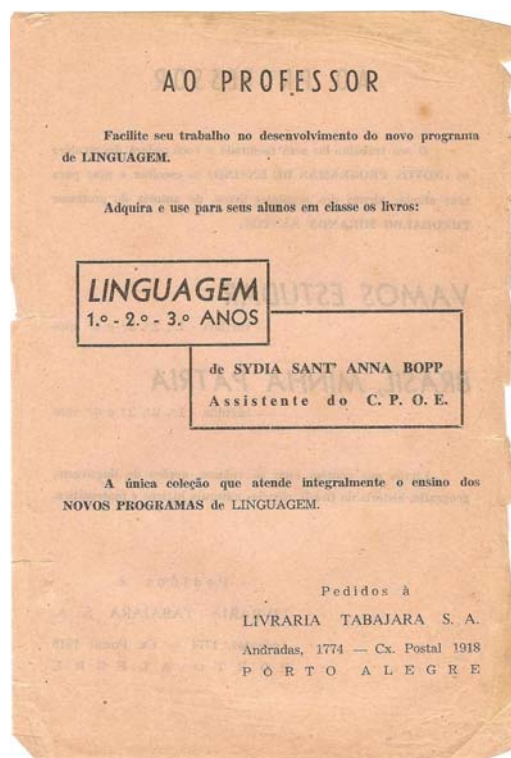 AO PROFESSOR
Facilite seu trabalho no desenvolvimento do novo programa
de LINGUAGEM.
Adquira e use para seus alunos em classe os livros:
LINGUAGEM
1.º - 2.º - 3.º ANOS
de SYDIA SANT' ANNA BOPP
Assistente do C. P. O. E.
A única coleção que atende integralmente o ensino dos
NOVOS PROGRAMAS de LINGUAGEM.
Pedidos à
LIVRARIA TABAJARA S. A.
Andradas, 1774 — Cx. Postal 1918
PÔRTO ALEGRE